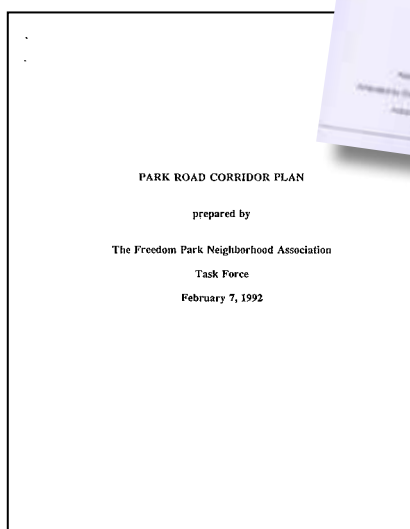 PARK ROAD CORRIDOR PLAN
prepared by
The Freedom Park Neighborhood Association
Task Force
February 7, 1992